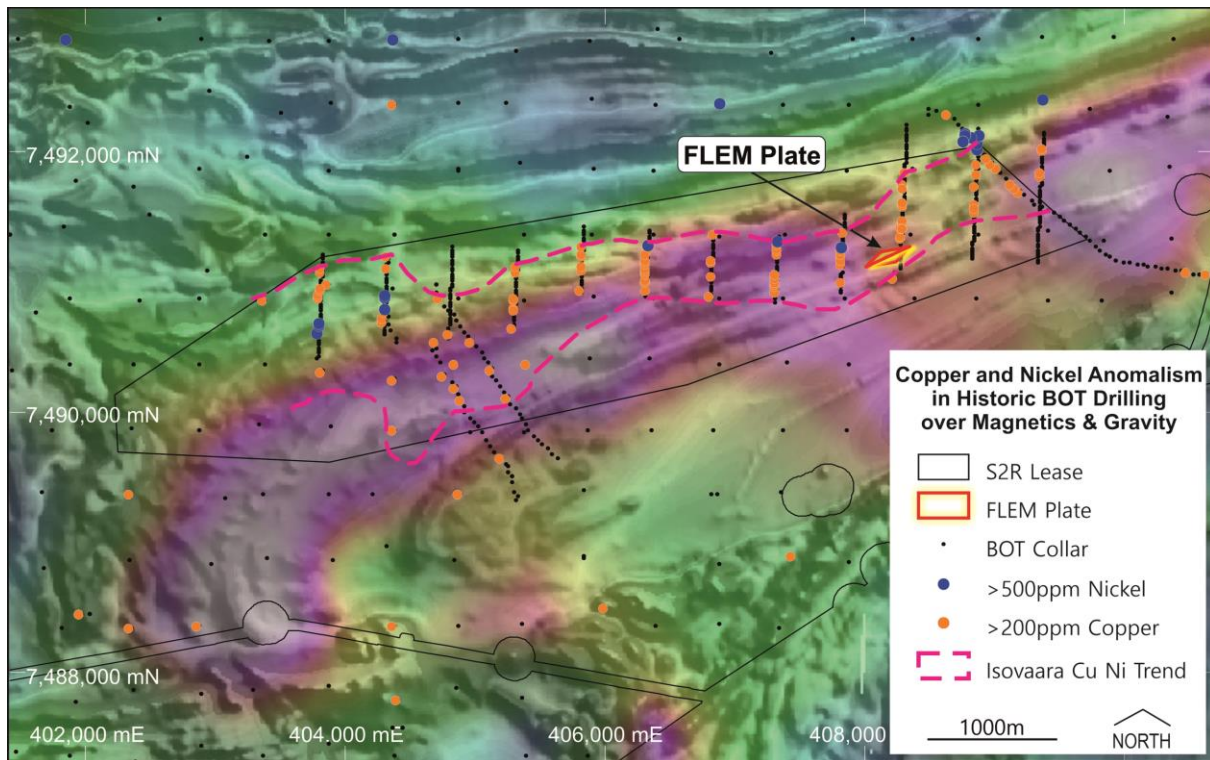 7,492,000 mN
FLEM Plate
7,490,000 mN
7,488,000 mN
402,000 mE
404,000 mE
406,000 mE
408,000
Copper and Nickel Anomalism
in Historic BOT Drilling
over Magnetics & Gravity
S2R Lease
FLEM Plate
BOT Collar
>500ppm Nickel
>200ppm Copper
Isovaara Cu Ni Trend
1000m
NORTH